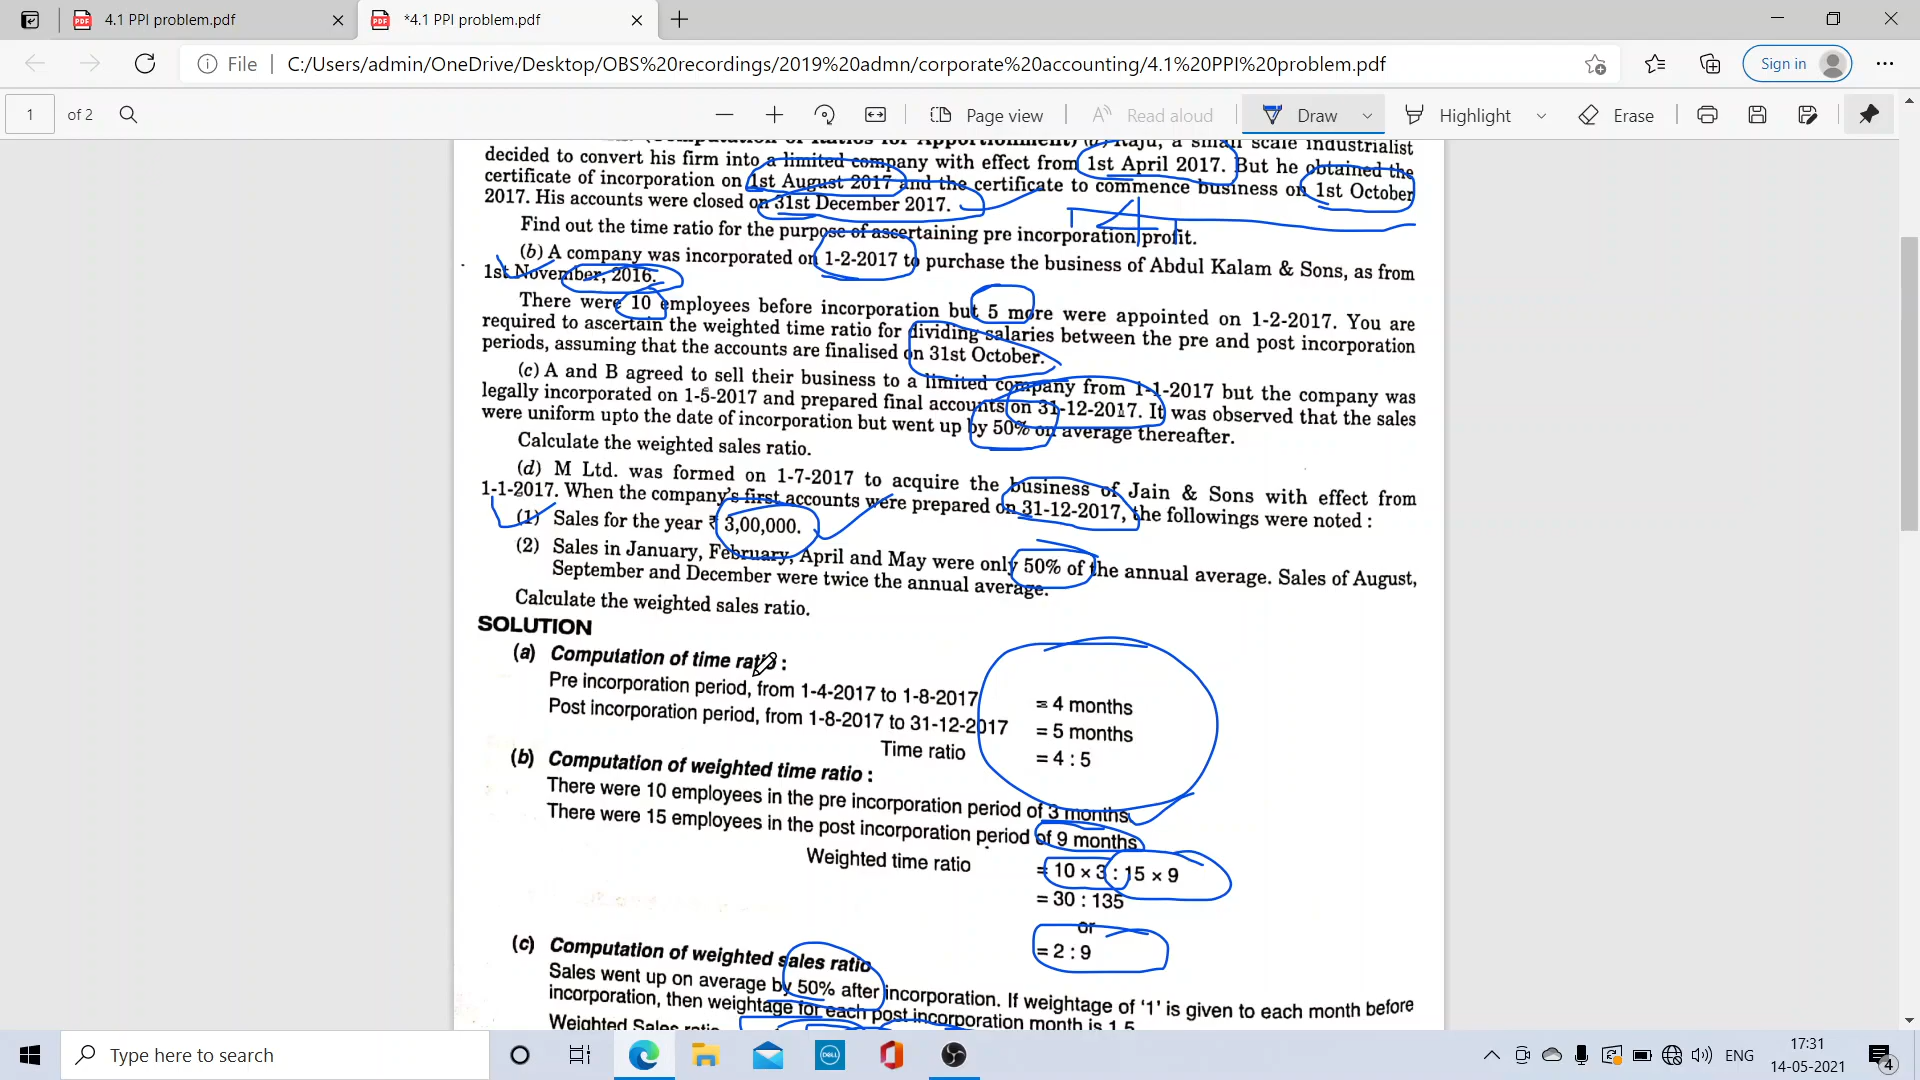 4.1 PPI problem.pdf
*4.1 PPI problem.pdf
File
C:/Users/admin/OneDrive/Desktop/OBS%20recordings/2019%20admn/corporate%20accounting/4.1%20PPI%20problem.pdf
Sign in
1 of 2
Page view
Read aloud
Draw
Highlight
Erase
(Computation of Ratios for Apportionment) (a) Raju, a small scale industrialist
decided to convert his firm into a limited company with effect from 1st April 2017. But he obtained the
certificate of incorporation on 1st August 2017 and the certificate to commence business on 1st October
2017. His accounts were closed on 31st December 2017.
4
Find out the time ratio for the purpose of ascertaining pre incorporation profit.
(b) A company was incorporated on 1-2-2017 to purchase the business of Abdul Kalam & Sons, as from
1st November, 2016.
There were 10 employees before incorporation but 5 more were appointed on 1-2-2017. You are
required to ascertain the weighted time ratio for dividing salaries between the pre and post incorporation
periods, assuming that the accounts are finalised on 31st October.
(c) A and B agreed to sell their business to a limited company from 1-1-2017 but the company was
legally incorporated on 1-5-2017 and prepared final accounts on 31-12-2017. It was observed that the sales
were uniform upto the date of incorporation but went up by 50% on average thereafter.
Calculate the weighted sales ratio.
(d) M Ltd. was formed on 1-7-2017 to acquire the business of Jain & Sons with effect from
1-1-2017. When the company's first accounts were prepared on 31-12-2017, the followings were noted :
(1) Sales for the year ₹ 3,00,000.
(2) Sales in January, February, April and May were only 50% of the annual average. Sales of August,
September and December were twice the annual average.
Calculate the weighted sales ratio.
SOLUTION
(a) Computation of time ratio :
Pre incorporation period, from 1-4-2017 to 1-8-2017 = 4 months
Post incorporation period, from 1-8-2017 to 31-12-2017 = 5 months
Time ratio = 4 : 5
(b) Computation of weighted time ratio :
There were 10 employees in the pre incorporation period of 3 months
There were 15 employees in the post incorporation period of 9 months
Weighted time ratio = 10 × 3 : 15 × 9
= 30 : 135
or
= 2 : 9
(c) Computation of weighted sales ratio
Sales went up on average by 50% after incorporation. If weightage of '1' is given to each month before
incorporation, then weightage for each post incorporation month is 1.5
Weighted Sales ratio
Type here to search
DELL
ENG
17:31
14-05-2021
4